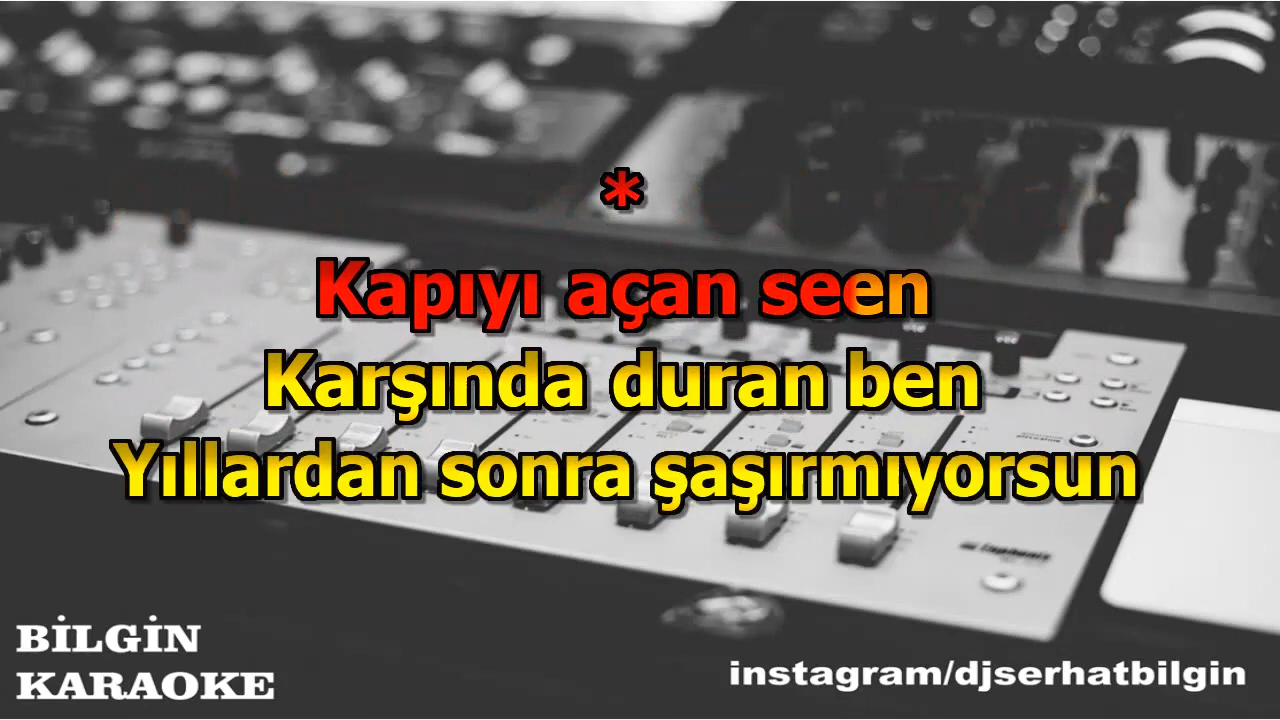 *
Kapıyı açan seen
Karşında duran ben
Yıllardan sonra şaşırmıyorsun
BİLGİN
KARAOKE
instagram/djserhatbilgin